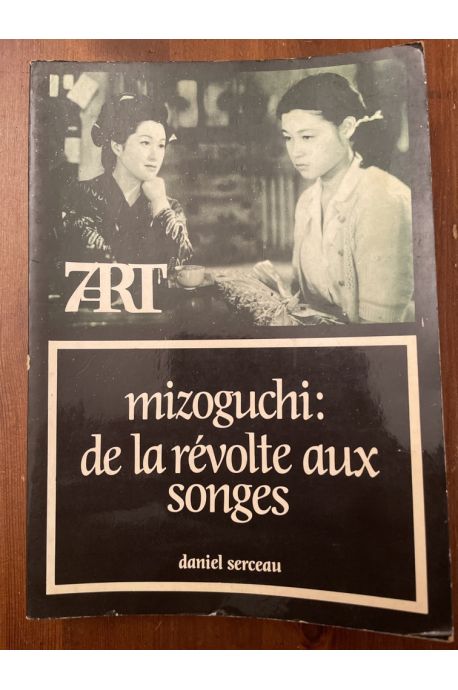 7ART
mizoguchi:
de la révolte aux
songes
daniel serceau